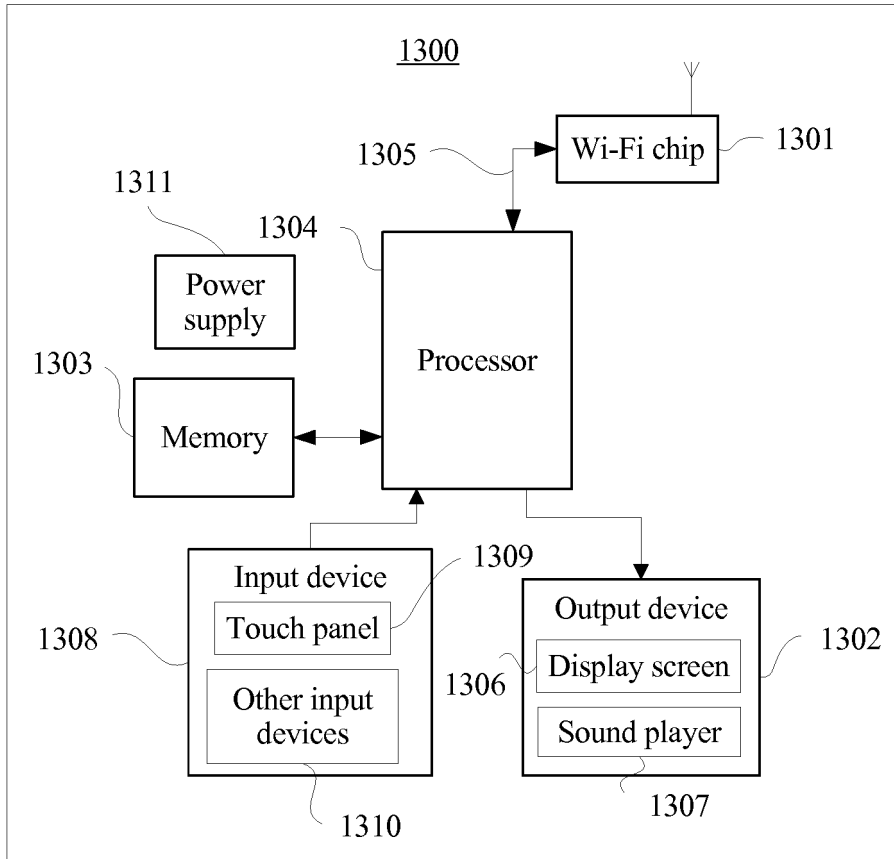 1300
1305
Wi-Fi chip
1301
1311
1304
Power
supply
Processor
1303
Memory
1309
Input device
Touch panel
1308
Other input
devices
1310
Output device
1302
Display screen
1306
Sound player
1307